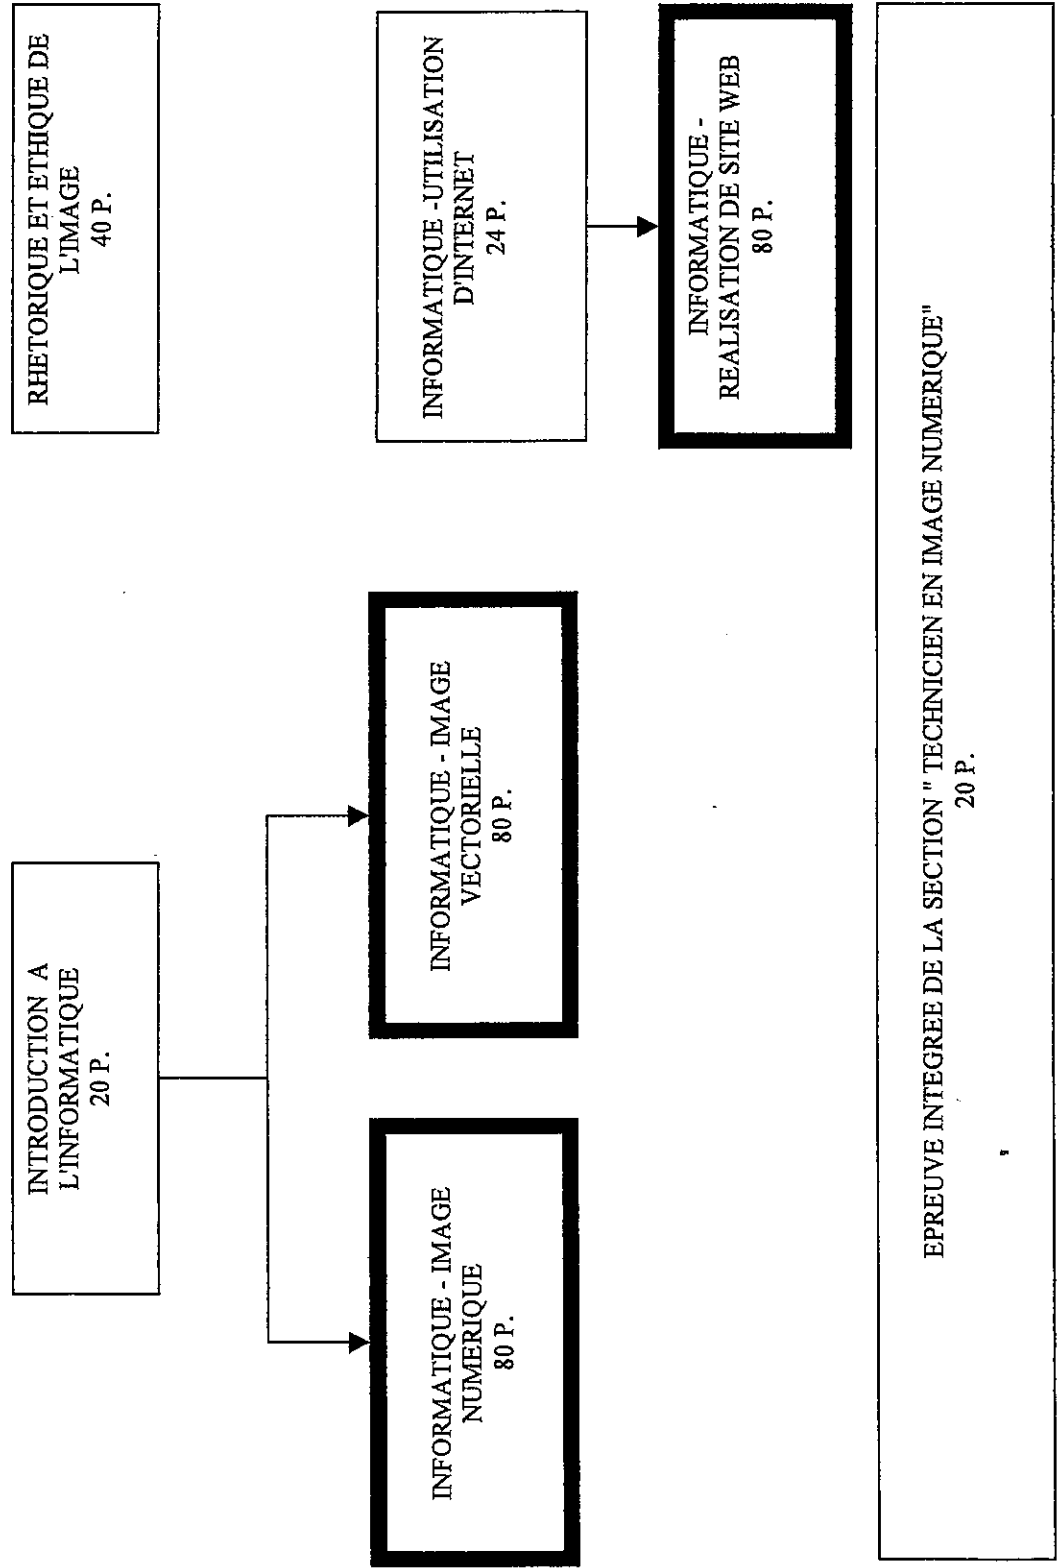 INTRODUCTION A
L'INFORMATIQUE
20 P.
RHETORIQUE ET ETHIQUE DE
L'IMAGE
40 P.
INFORMATIQUE - IMAGE
NUMERIQUE
80 P.
INFORMATIQUE - IMAGE
VECTORIELLE
80 P.
INFORMATIQUE -UTILISATION
D'INTERNET
24 P.
INFORMATIQUE -
REALISATION DE SITE WEB
80 P.
EPREUVE INTEGREE DE LA SECTION " TECHNICIEN EN IMAGE NUMERIQUE"
20 P.